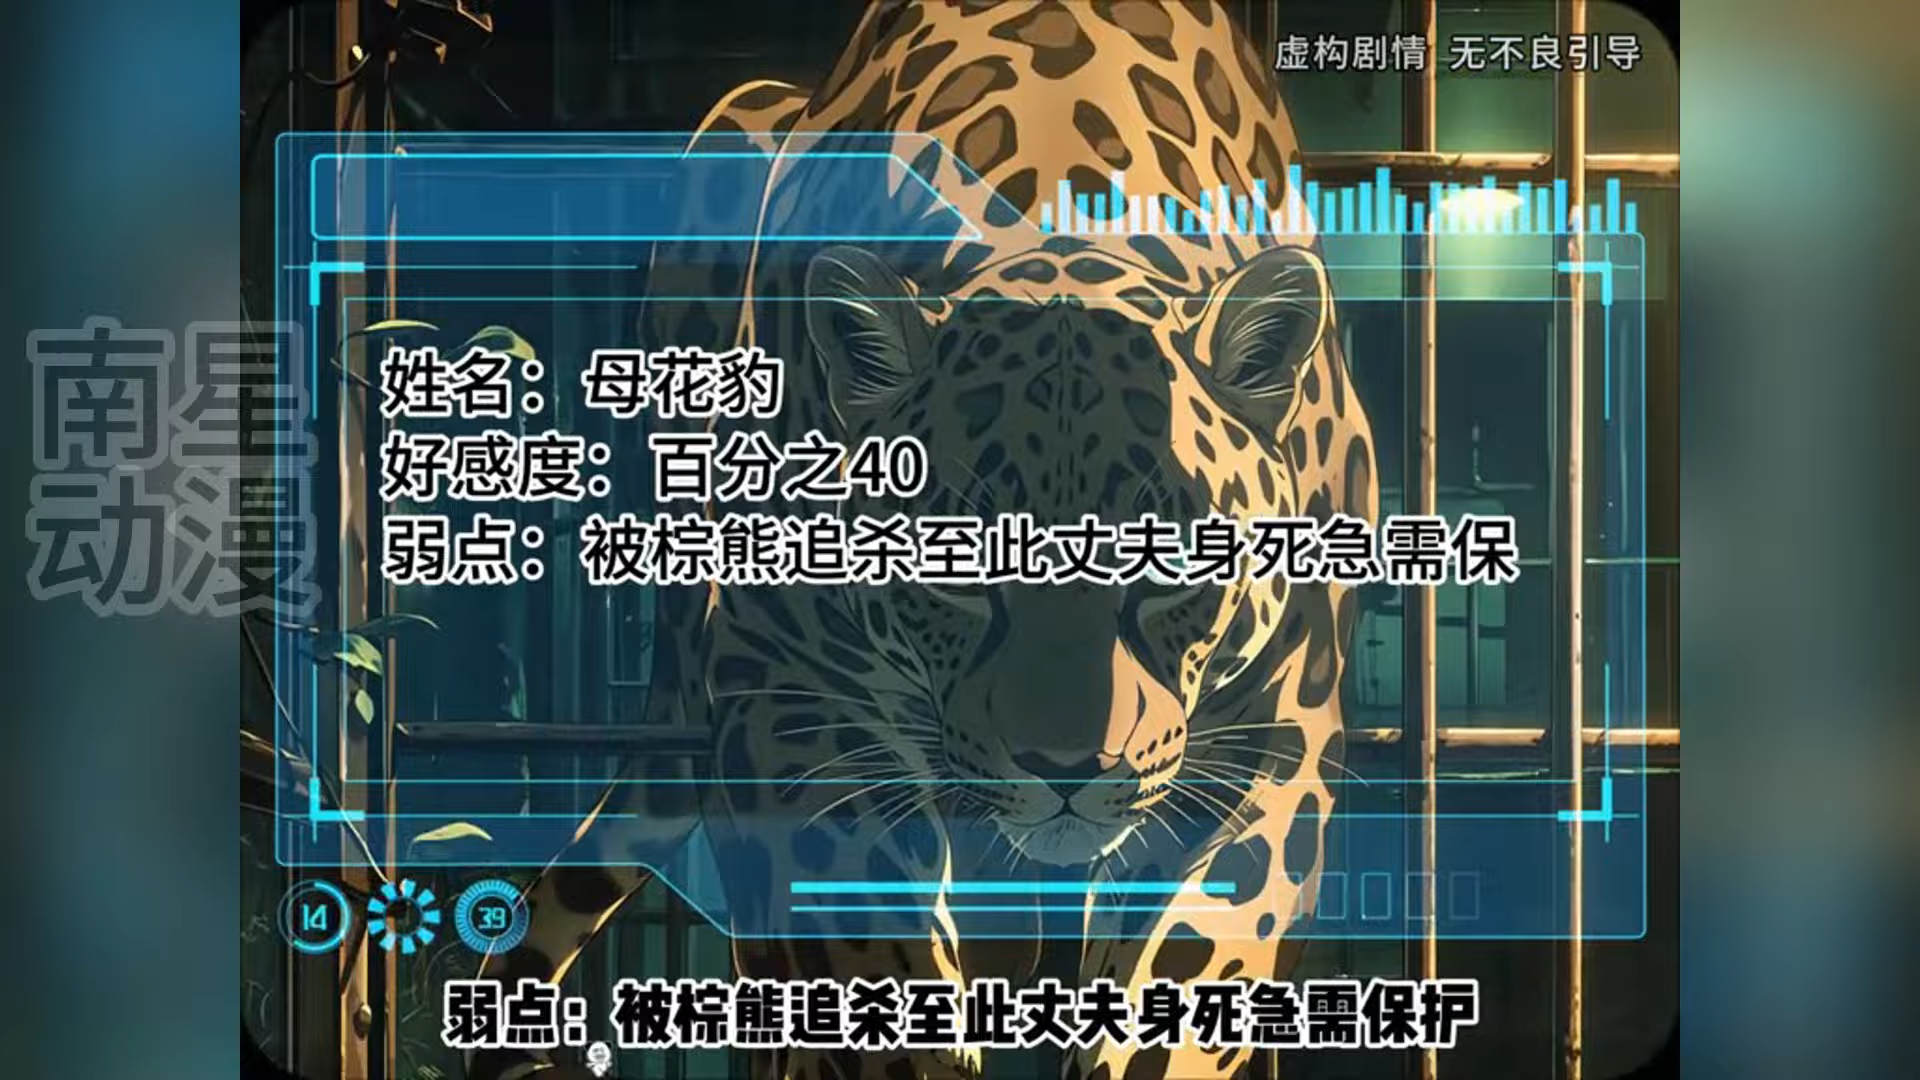 虚构剧情 无不良引导
南星
动漫
姓名：母花豹
好感度：百分之40
弱点：被棕熊追杀至此丈夫身死急需保
14
39
弱点：被棕熊追杀至此丈夫身死急需保护